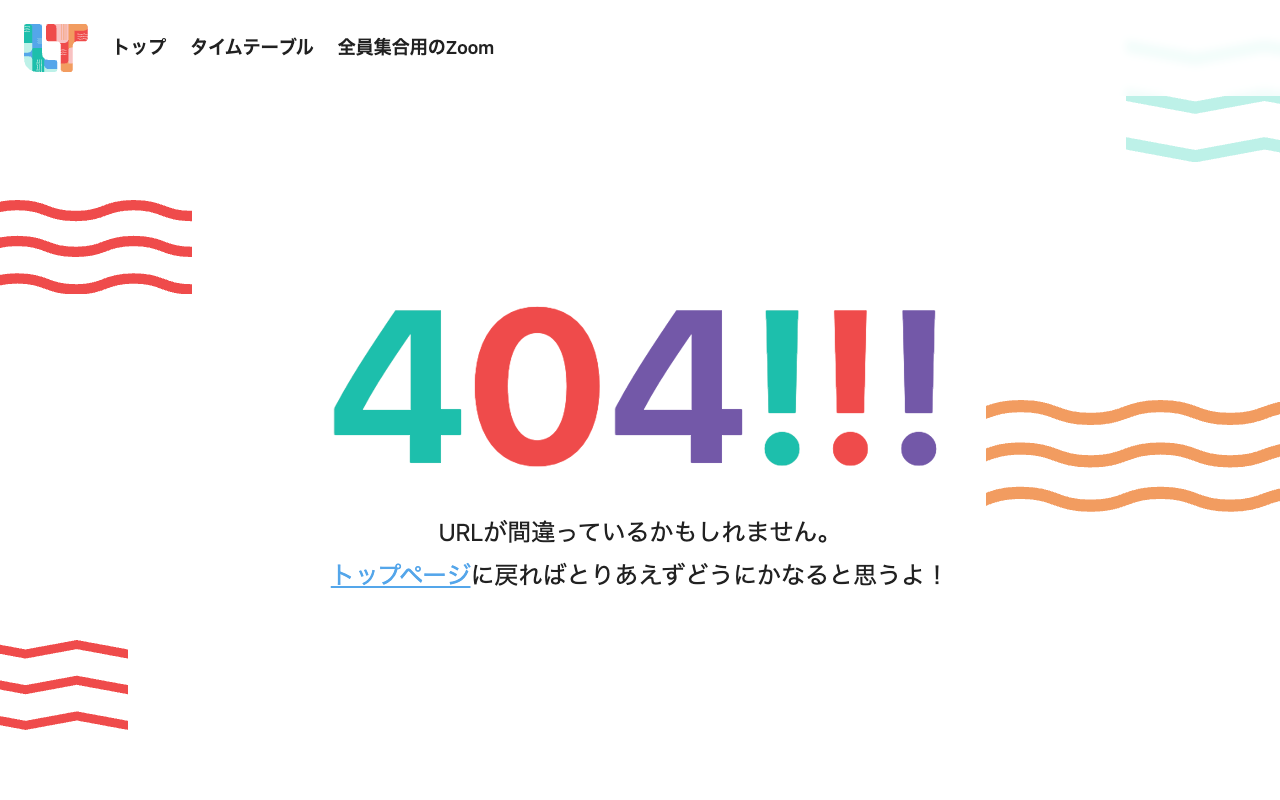 LT
トップ タイムテーブル 全員集合用のZoom
404!!!
URLが間違っているかもしれません。
トップページに戻ればとりあえずどうにかなると思うよ！